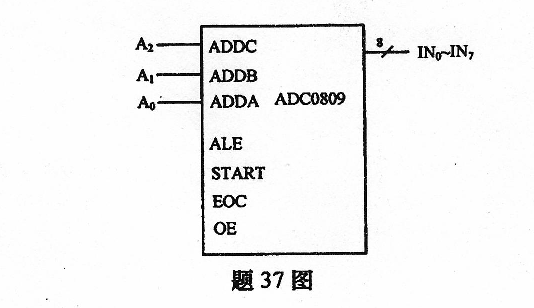 A₂ ADDC 8 IN₀~IN₇
A₁ ADDB
A₀ ADDA ADC0809
ALE
START
EOC
OE
题 37 图